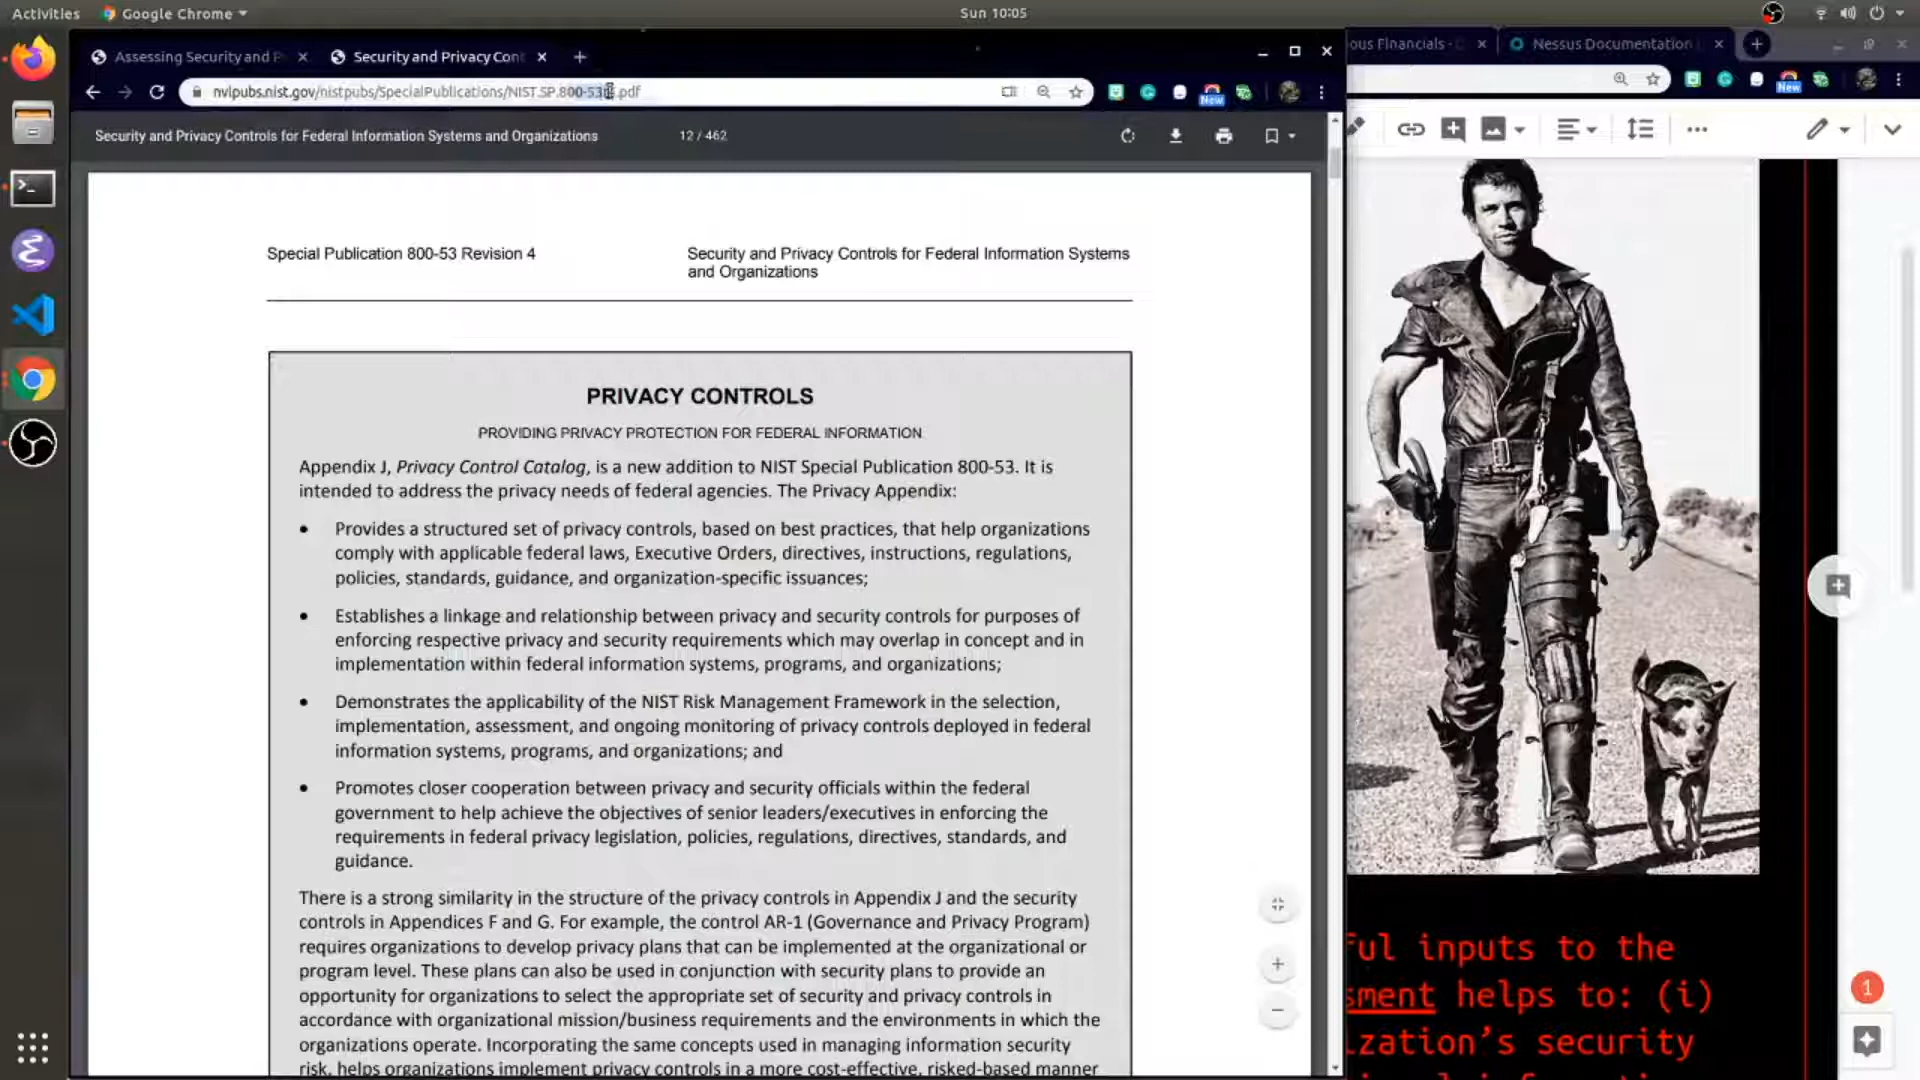 Activities
Google Chrome
Sun 10:05
Assessing Security and P
Security and Privacy Cont
ous Financials -
Nessus Documentation
nvlpubs.nist.gov/nistpubs/SpecialPublications/NIST.SP.800-53r4.pdf
New
New
Security and Privacy Controls for Federal Information Systems and Organizations
12 / 462
Special Publication 800-53 Revision 4
Security and Privacy Controls for Federal Information Systems
and Organizations
PRIVACY CONTROLS
PROVIDING PRIVACY PROTECTION FOR FEDERAL INFORMATION
Appendix J, Privacy Control Catalog, is a new addition to NIST Special Publication 800-53. It is
intended to address the privacy needs of federal agencies. The Privacy Appendix:
• Provides a structured set of privacy controls, based on best practices, that help organizations
comply with applicable federal laws, Executive Orders, directives, instructions, regulations,
policies, standards, guidance, and organization-specific issuances;
• Establishes a linkage and relationship between privacy and security controls for purposes of
enforcing respective privacy and security requirements which may overlap in concept and in
implementation within federal information systems, programs, and organizations;
• Demonstrates the applicability of the NIST Risk Management Framework in the selection,
implementation, assessment, and ongoing monitoring of privacy controls deployed in federal
information systems, programs, and organizations; and
• Promotes closer cooperation between privacy and security officials within the federal
government to help achieve the objectives of senior leaders/executives in enforcing the
requirements in federal privacy legislation, policies, regulations, directives, standards, and
guidance.
There is a strong similarity in the structure of the privacy controls in Appendix J and the security
controls in Appendices F and G. For example, the control AR-1 (Governance and Privacy Program)
requires organizations to develop privacy plans that can be implemented at the organizational or
program level. These plans can also be used in conjunction with security plans to provide an
opportunity for organizations to select the appropriate set of security and privacy controls in
accordance with organizational mission/business requirements and the environments in which the
organizations operate. Incorporating the same concepts used in managing information security
risk, helps organizations implement privacy controls in a more cost-effective, risked-based manner
ful inputs to the
sment helps to: (i)
ization's security
1